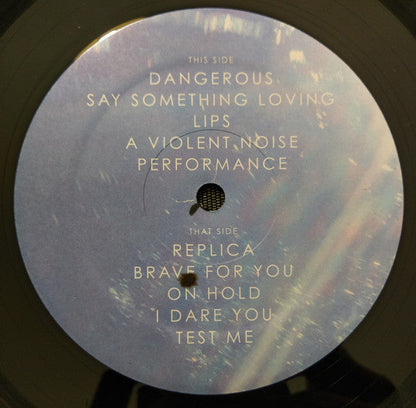 THIS SIDE
DANGEROUS
SAY SOMETHING LOVING
LIPS
A VIOLENT NOISE
PERFORMANCE
THAT SIDE
REPLICA
BRAVE FOR YOU
ON HOLD
I DARE YOU
TEST ME